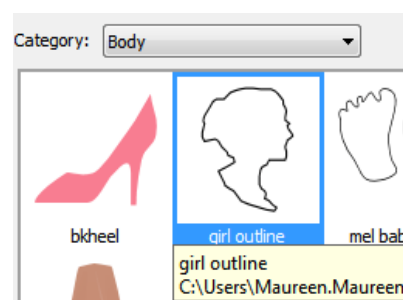 Category: Body
bkheel
girl outline
mel bab
girl outline
C:\Users\Maureen.Maureen